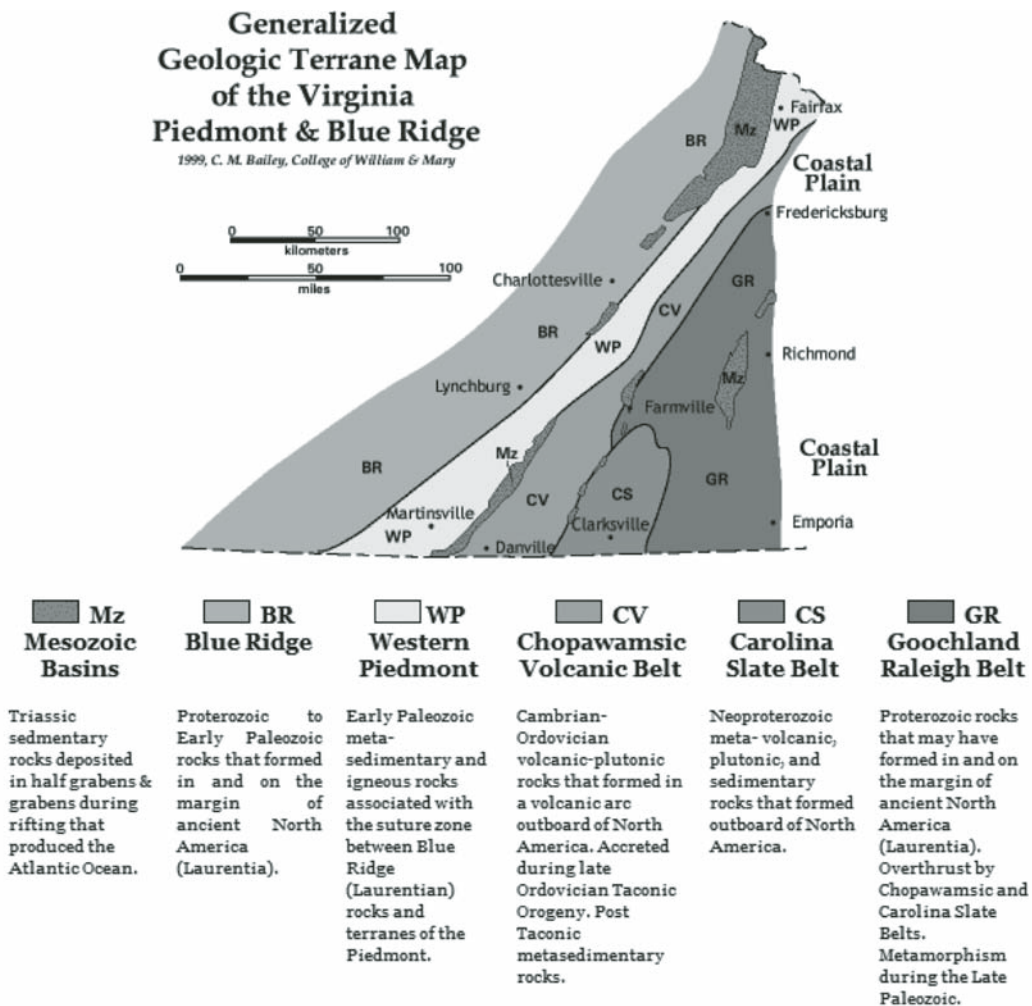 Generalized
Geologic Terrane Map
of the Virginia
Piedmont & Blue Ridge
1999, C. M. Bailey, College of William & Mary
0 50 100
kilometers
0 50 100
miles
Fairfax
Mz
WP
BR
Coastal
Plain
Fredericksburg
Charlottesville
GR
CV
BR
WP
Richmond
Mz
Lynchburg
Farmville
Coastal
Plain
Mz
BR
GR
CS
CV
Martinsville
Clarksville
Emporia
WP
Danville
Mz
Mesozoic
Basins
Triassic
sedmentary
rocks deposited
in half grabens &
grabens during
rifting that
produced the
Atlantic Ocean.
BR
Blue Ridge
Proterozoic to
Early Paleozoic
rocks that formed
in and on the
margin of
ancient North
America
(Laurentia).
WP
Western
Piedmont
Early Paleozoic
meta-
sedimentary and
igneous rocks
associated with
the suture zone
between Blue
Ridge
(Laurentian)
rocks and
terranes of the
Piedmont.
CV
Chopawamsic
Volcanic Belt
Cambrian-
Ordovician
volcanic-plutonic
rocks that formed in
a volcanic arc
outboard of North
America. Accreted
during late
Ordovician Taconic
Orogeny. Post
Taconic
metasedimentary
rocks.
CS
Carolina
Slate Belt
Neoproterozoic
meta- volcanic,
plutonic, and
sedimentary
rocks that formed
outboard of North
America.
GR
Goochland
Raleigh Belt
Proterozoic rocks
that may have
formed in and on
the margin of
ancient North
America
(Laurentia).
Overthrust by
Chopawamsic and
Carolina Slate
Belts.
Metamorphism
during the Late
Paleozoic.